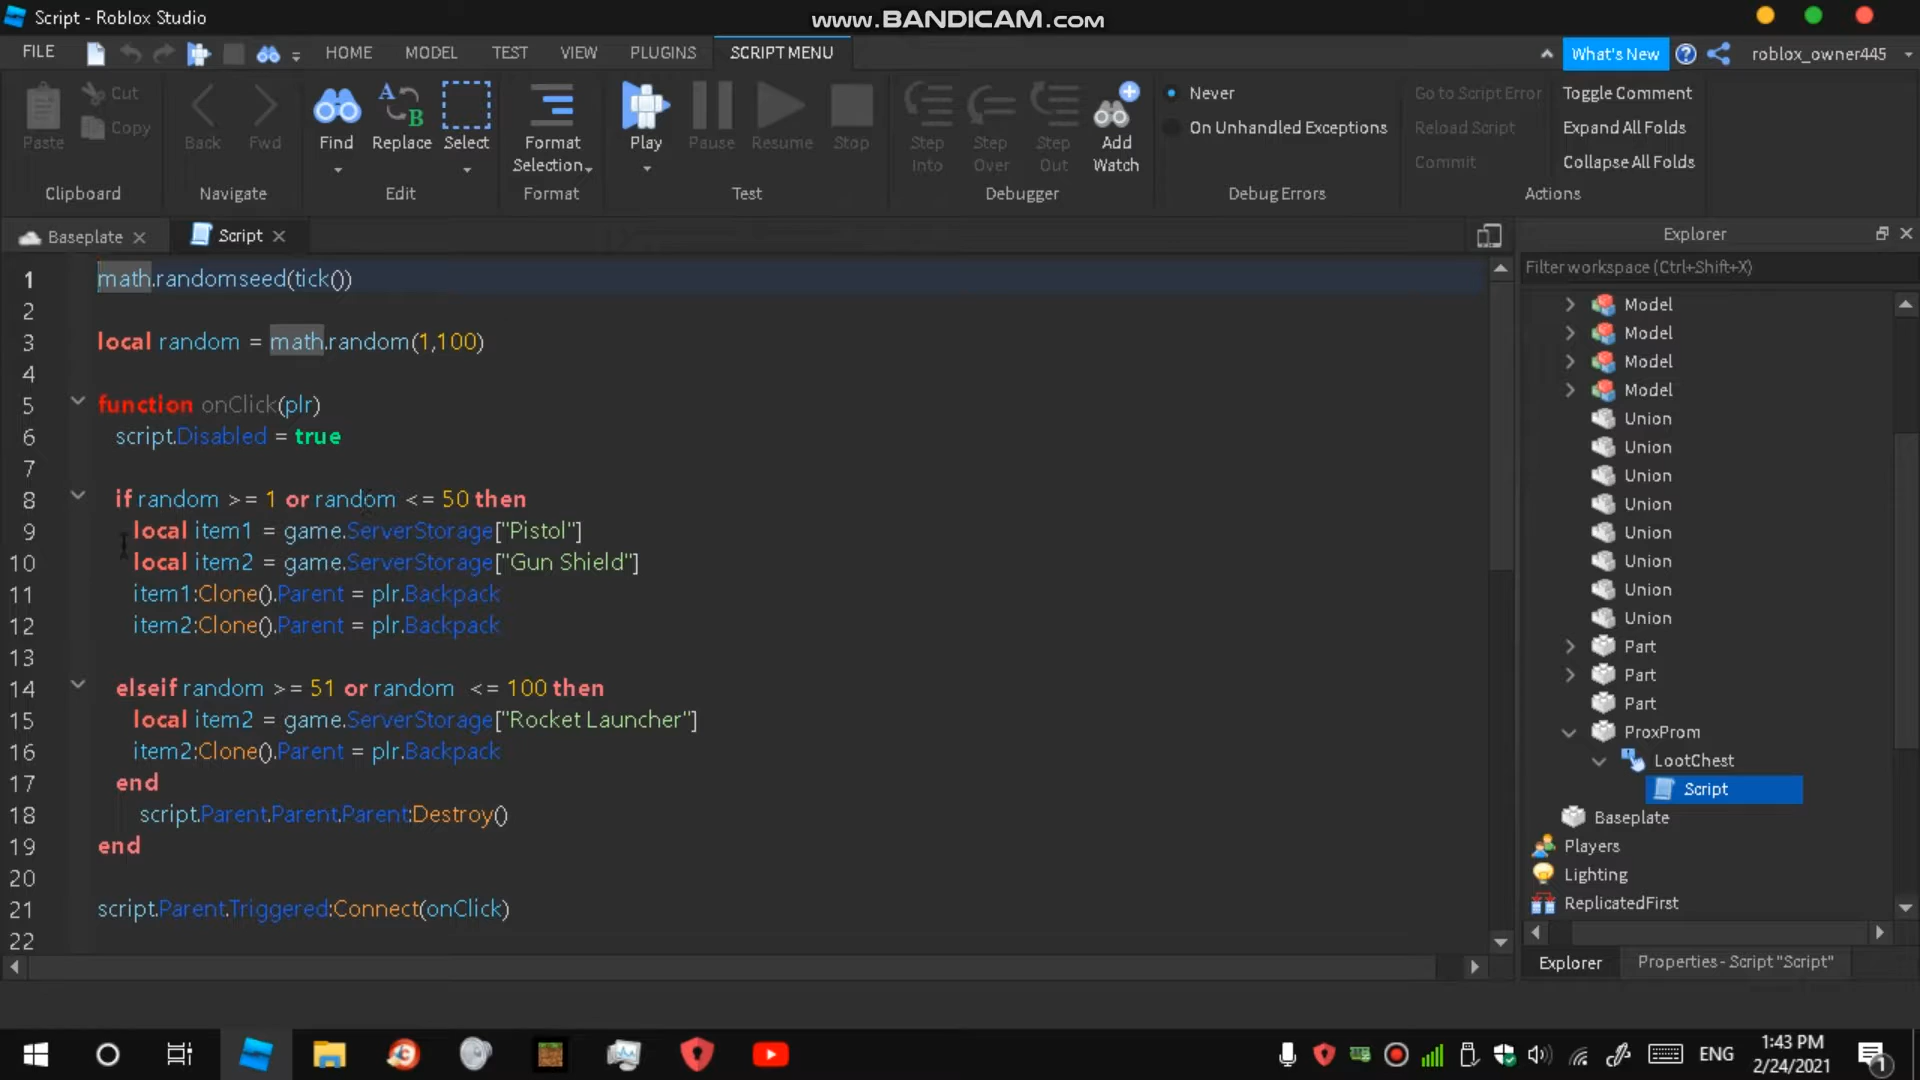 Script - Roblox Studio
www.BANDICAM.com
FILE
HOME
MODEL
TEST
VIEW
PLUGINS
SCRIPT MENU
What's New
roblox_owner445
Paste
Cut
Copy
Clipboard
Back
Fwd
Navigate
Find
Replace
Select
Edit
Format
Selection
Format
Play
Pause
Resume
Stop
Test
Step
Into
Step
Over
Step
Out
Add
Watch
Debugger
Never
On Unhandled Exceptions
Debug Errors
Go to Script Error
Reload Script
Commit
Toggle Comment
Expand All Folds
Collapse All Folds
Actions
Baseplate
Script
1 math.randomseed(tick())
2
3 local random = math.random(1,100)
4
5 function onClick(plr)
6 script.Disabled = true
7
8 if random >= 1 or random <= 50 then
9 local item1 = game.ServerStorage["Pistol"]
10 local item2 = game.ServerStorage["Gun Shield"]
11 item1:Clone().Parent = plr.Backpack
12 item2:Clone().Parent = plr.Backpack
13
14 elseif random >= 51 or random <= 100 then
15 local item2 = game.ServerStorage["Rocket Launcher"]
16 item2:Clone().Parent = plr.Backpack
17 end
18 script.Parent.Parent.Parent:Destroy()
19 end
20
21 script.Parent.Triggered:Connect(onClick)
22
Explorer
Filter workspace (Ctrl+Shift+X)
Model
Model
Model
Model
Union
Union
Union
Union
Union
Union
Union
Union
Part
Part
Part
ProxProm
LootChest
Script
Baseplate
Players
Lighting
ReplicatedFirst
Explorer
Properties - Script "Script"
ENG
1:43 PM
2/24/2021
1